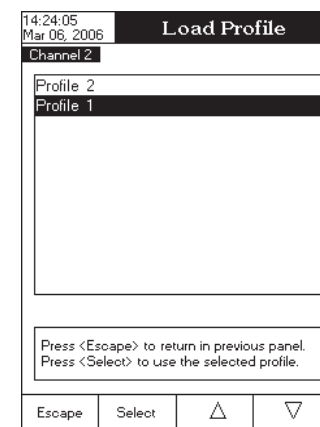 14:24:05
Mar 06, 2006
Load Profile
Channel 2
Profile 2
Profile 1
Press <Escape> to return in previous panel.
Press <Select> to use the selected profile.
Escape Select △ ▽